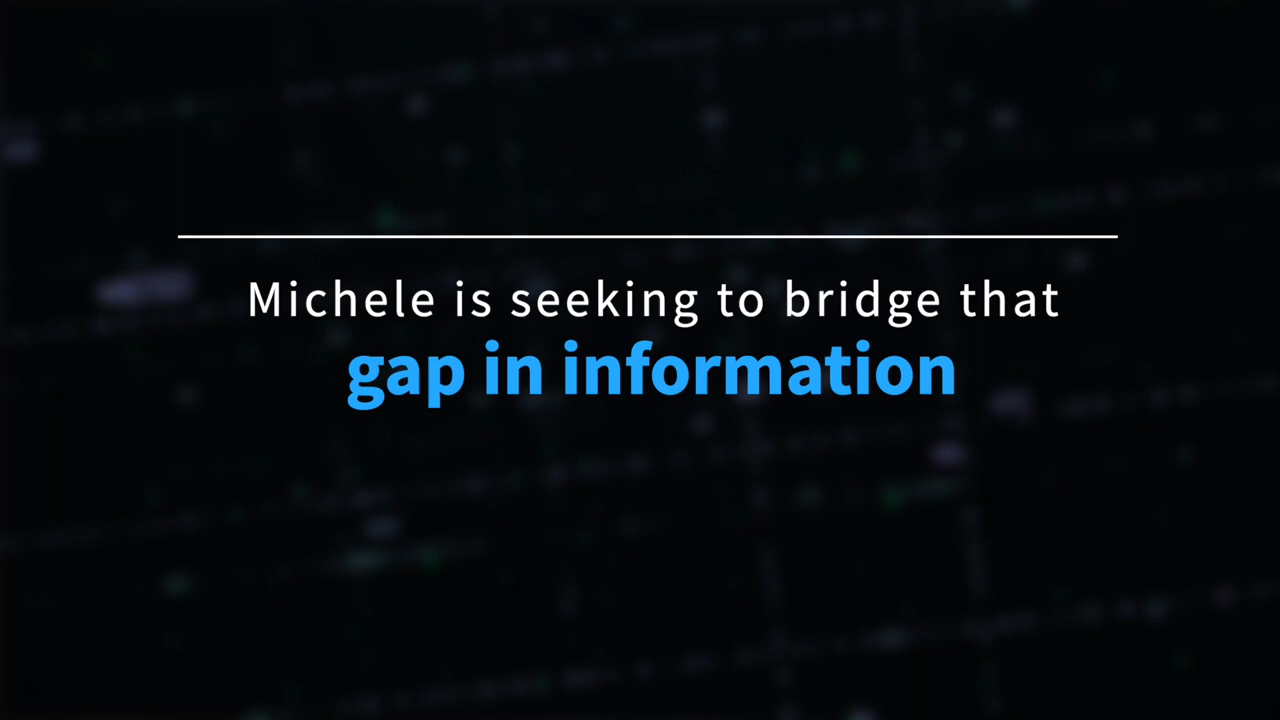 Michele is seeking to bridge that
gap in information